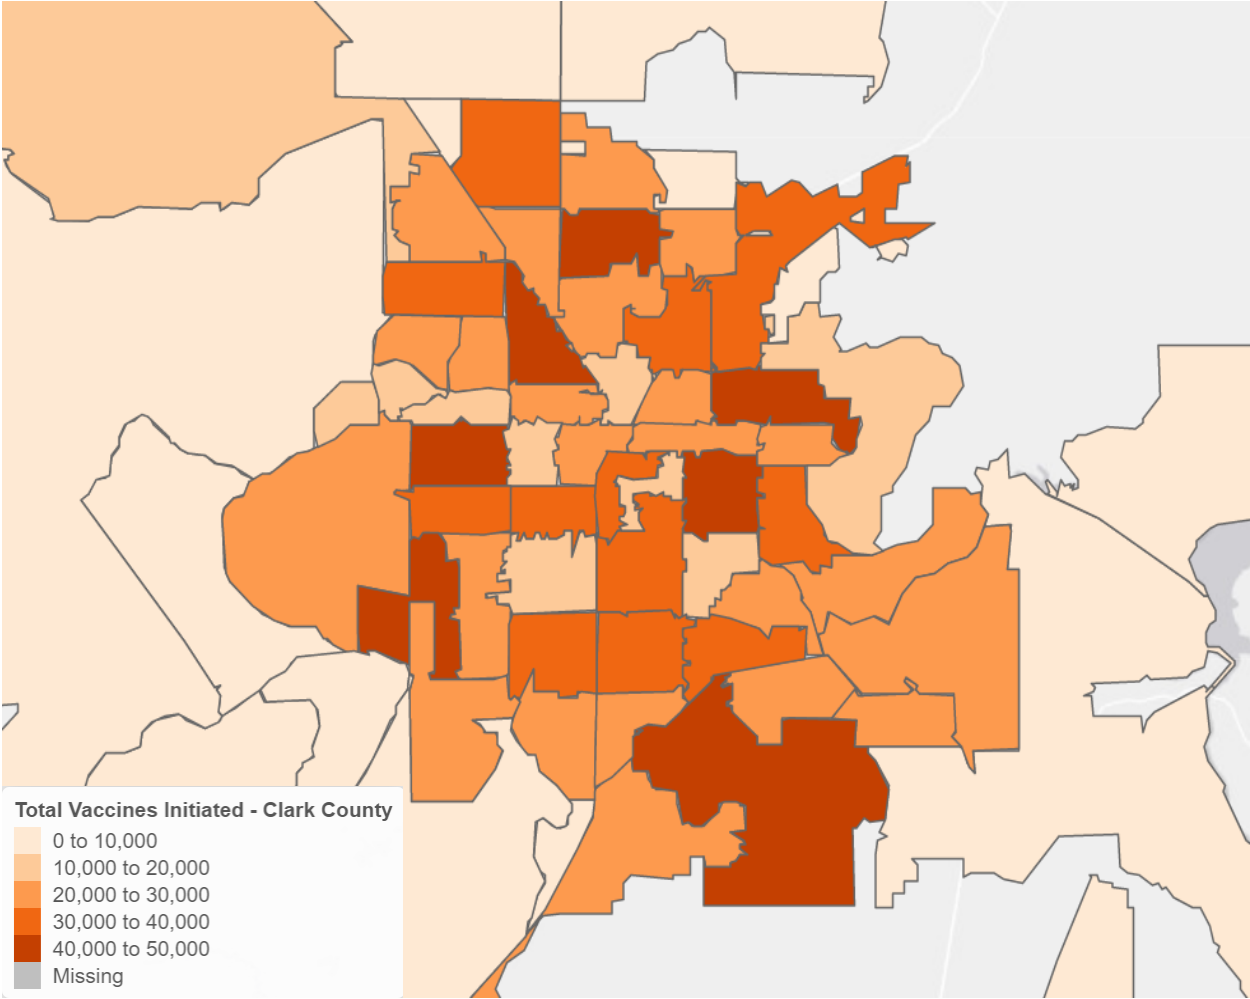 Total Vaccines Initiated - Clark County
0 to 10,000
10,000 to 20,000
20,000 to 30,000
30,000 to 40,000
40,000 to 50,000
Missing